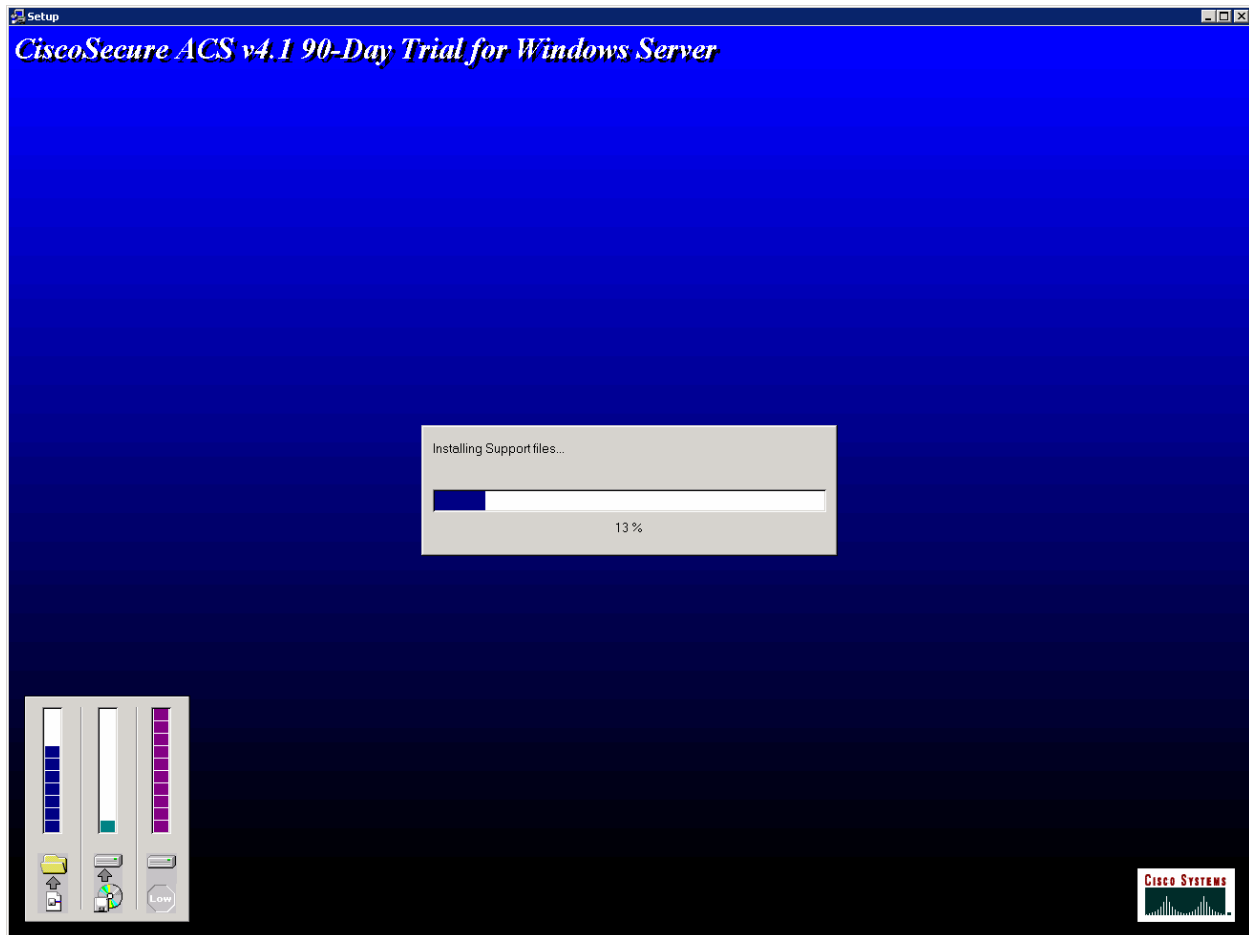 Setup
CiscoSecure ACS v4.1 90-Day Trial for Windows Server
Installing Support files...
13 %
Low
CISCO SYSTEMS